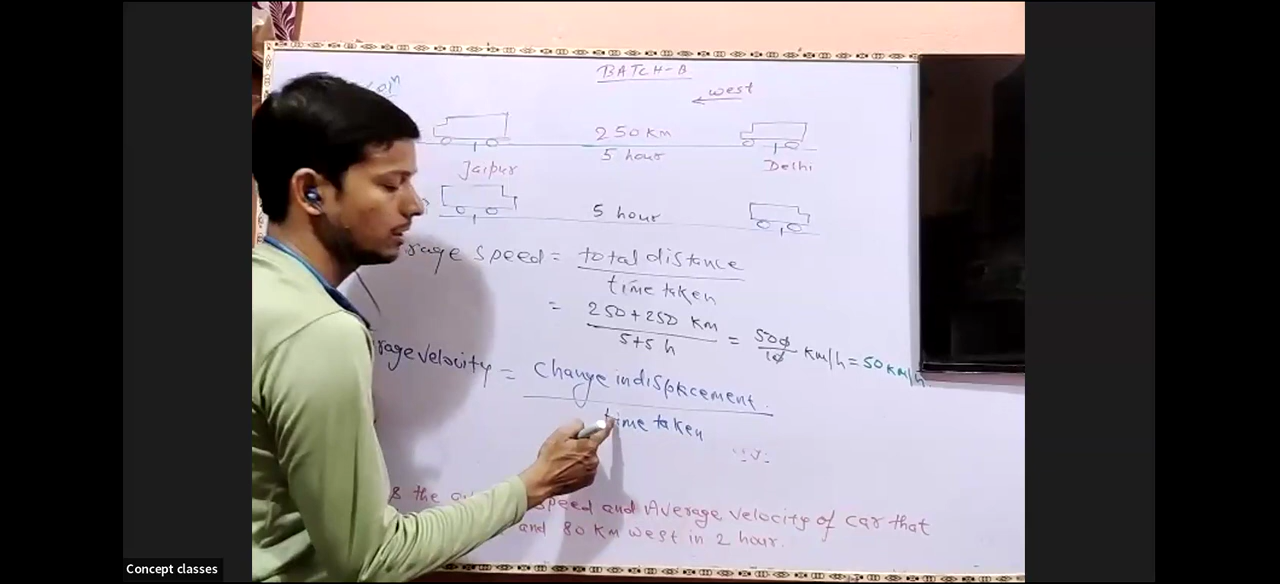 BATCH-B
west
250 Km
5 hour
Jaipur
Delhi
5 hour
speed = total distance
time taken
= 250+250 Km
5+5 h
= 500
10
Km/h = 50 Km/h
velocity = Change in displacement.
time taken
the
speed and Average velocity of car that
and 80 KM west in 2 hour.
Concept classes